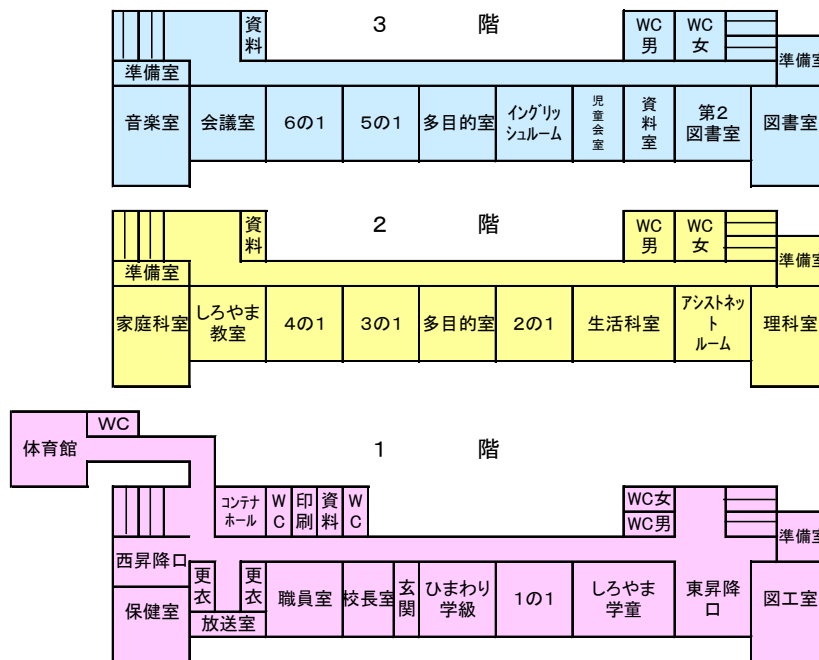 3 階
資料
WC男
WC女
準備室
準備室
音楽室
会議室
6の1
5の1
多目的室
イングリッ
シュルーム
児童会室
資料室
第2
図書室
図書室
2 階
資料
WC男
WC女
準備室
準備室
家庭科室
しろやま
教室
4の1
3の1
多目的室
2の1
生活科室
アシストネッ
ト
ルーム
理科室
1 階
WC
体育館
コンテナ
ホール
WC
印刷
資料
WC
WC女
WC男
準備室
西昇降口
更衣
更衣
放送室
保健室
職員室
校長室
玄関
ひまわり
学級
1の1
しろやま
学童
東昇降
口
図工室